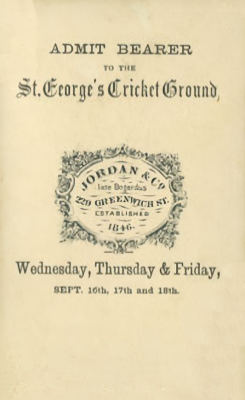 ADMIT BEARER
TO THE
St. George's Cricket Ground,
JORDAN & Co
late Bogardus
229 GREENWICH ST.
ESTABLISHED
1846.
Wednesday, Thursday & Friday,
SEPT. 16th, 17th and 18th.